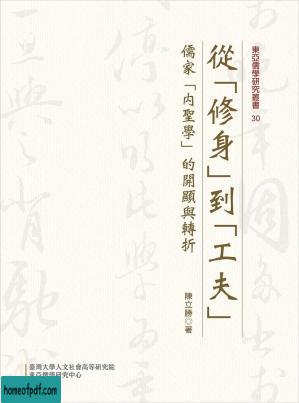 東亞儒學研究叢書 30
從「修身」到「工夫」
儒家「內聖學」的開顯與轉折
陳立勝◎著
臺灣大學人文社會高等研究院
東亞儒學研究中心
homeofpdf.com